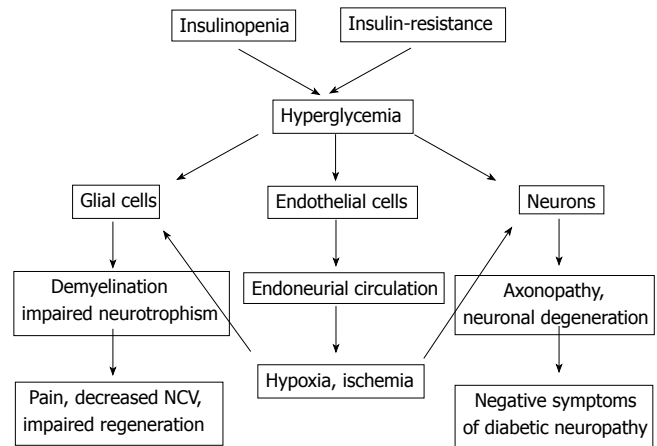 Insulinopenia
Insulin-resistance
Hyperglycemia
Glial cells
Endothelial cells
Neurons
Demyelination
impaired neurotrophism
Endoneurial circulation
Axonopathy,
neuronal degeneration
Hypoxia, ischemia
Pain, decreased NCV,
impaired regeneration
Negative symptoms
of diabetic neuropathy